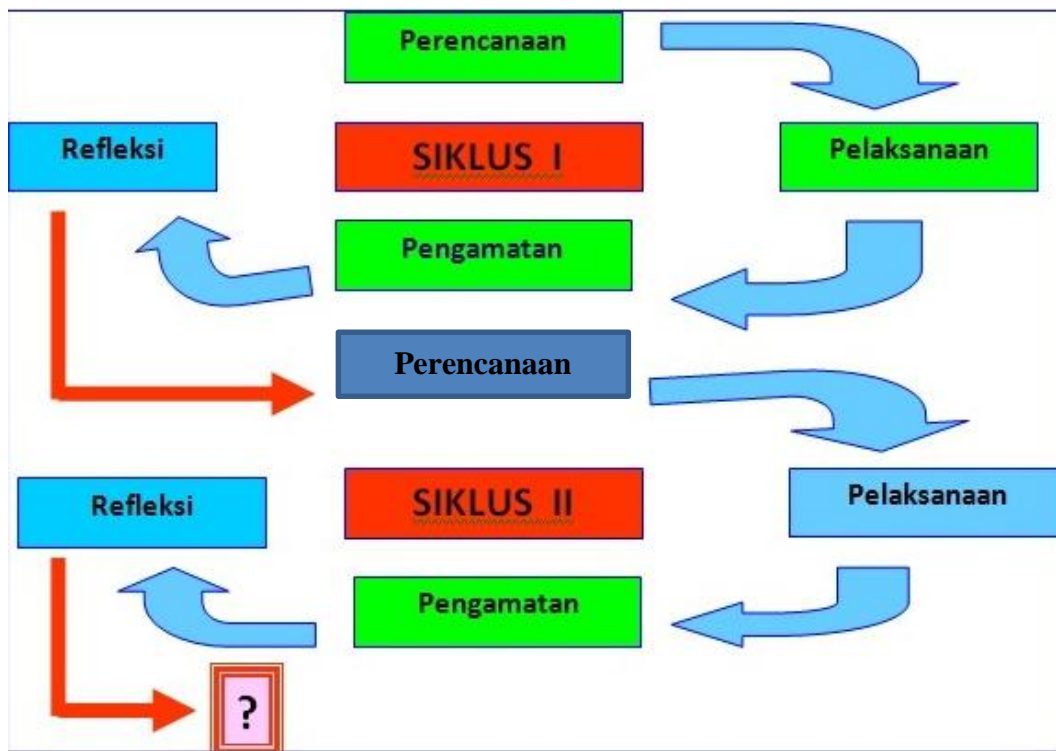 Perencanaan
Refleksi
SIKLUS I
Pelaksanaan
Pengamatan
Perencanaan
Refleksi
SIKLUS II
Pelaksanaan
Pengamatan
?